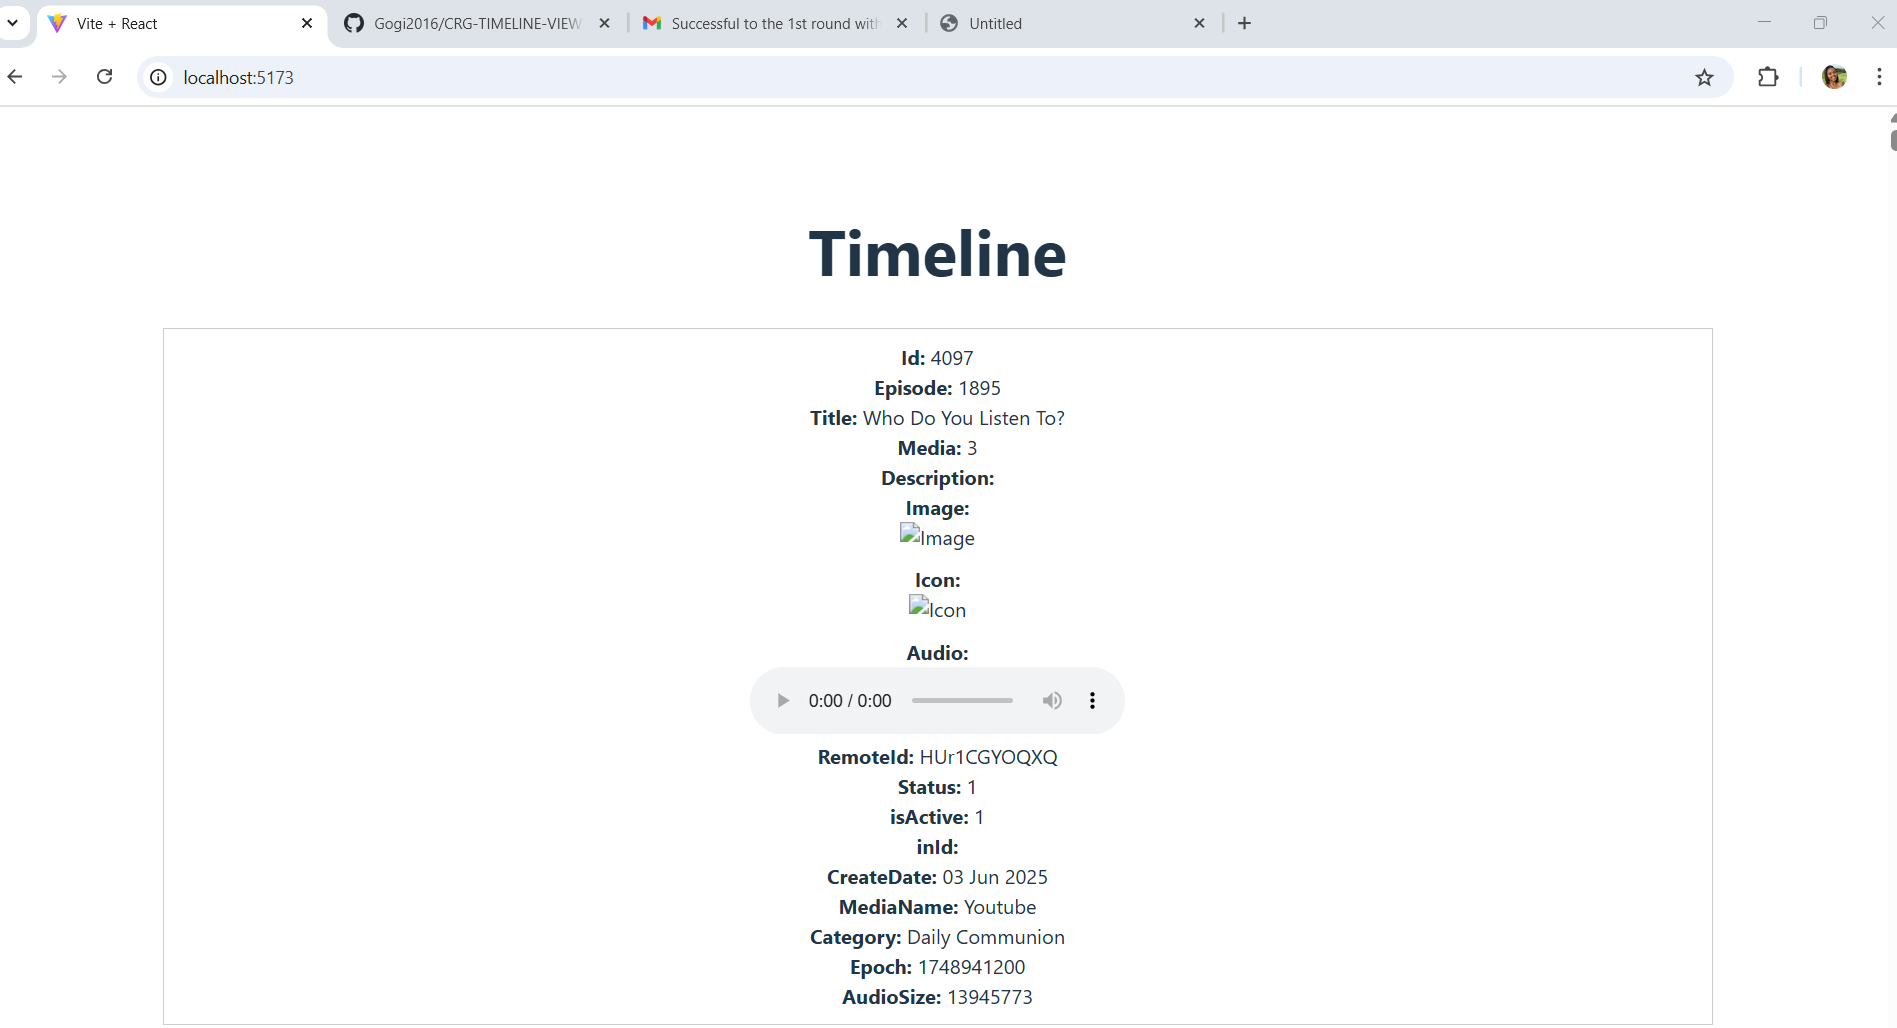 Vite + React
Gogi2016/CRG-TIMELINE-VIEW
Successful to the 1st round with
Untitled
localhost:5173
Timeline
Id: 4097
Episode: 1895
Title: Who Do You Listen To?
Media: 3
Description:
Image:
Image
Icon:
Icon
Audio:
0:00 / 0:00
RemoteId: HUr1CGYOQXQ
Status: 1
isActive: 1
inId:
CreateDate: 03 Jun 2025
MediaName: Youtube
Category: Daily Communion
Epoch: 1748941200
AudioSize: 13945773